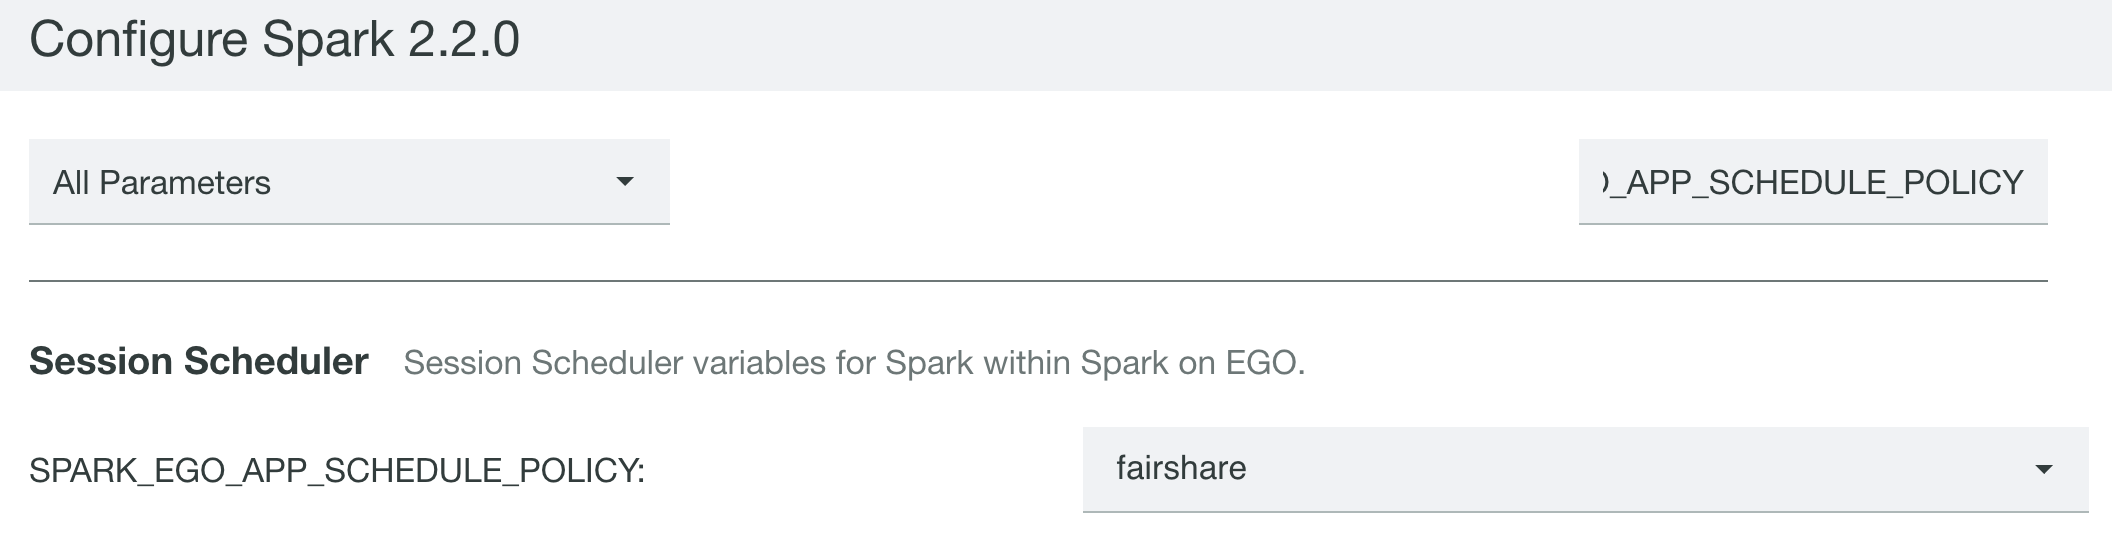 Configure Spark 2.2.0
All Parameters
_APP_SCHEDULE_POLICY
Session Scheduler Session Scheduler variables for Spark within Spark on EGO.
SPARK_EGO_APP_SCHEDULE_POLICY:
fairshare